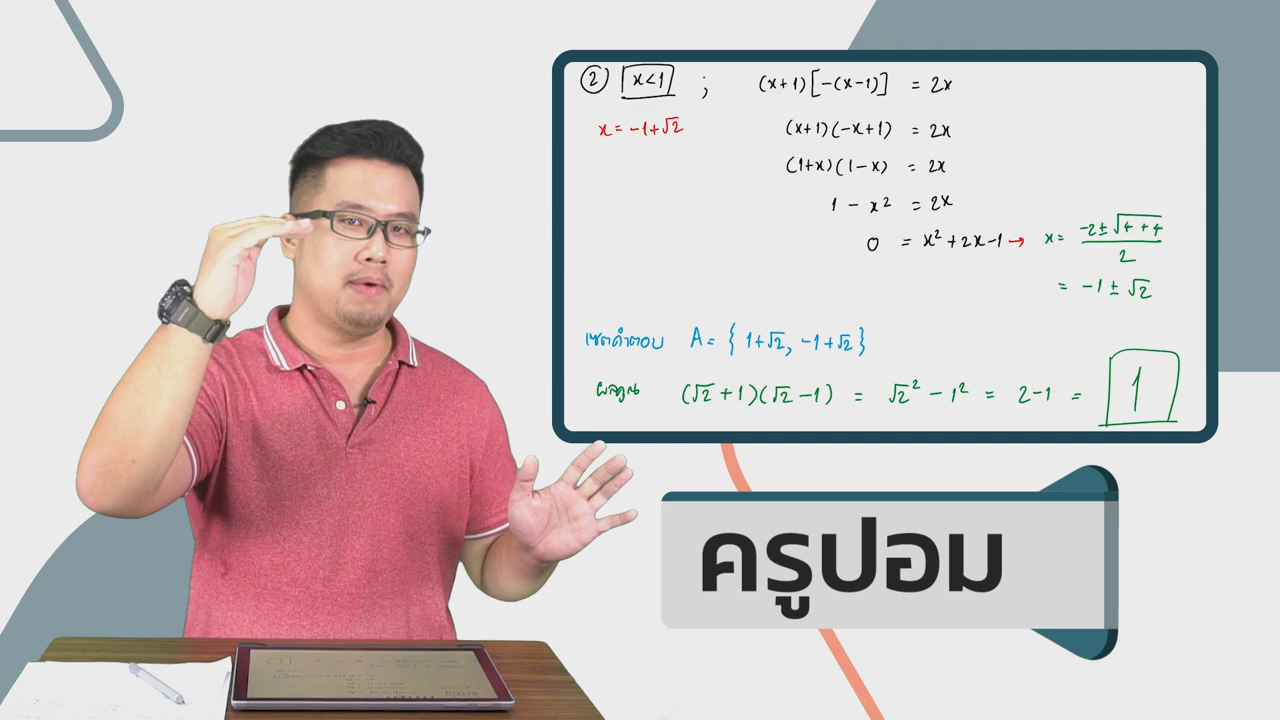 ② x<1 ; (x+1)[-(x-1)] = 2x
x = -1+√2 (x+1)(-x+1) = 2x
(1+x)(1-x) = 2x
1 - x² = 2x
0 = x²+2x-1 → x = (-2±√(4+4))/2
= -1±√2
เซตคำตอบ A = { 1+√2, -1+√2}
ผลคูณ (√2+1)(√2-1) = √2² - 1² = 2-1 = 1
ครูปอม